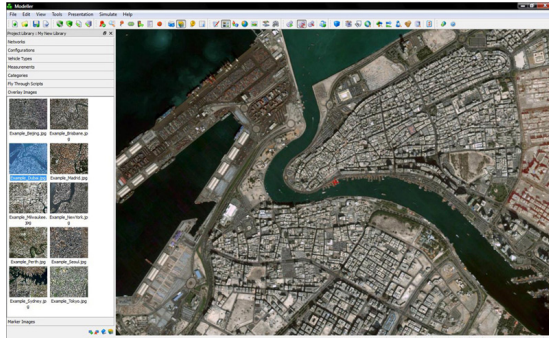 Modeller
File Edit View Tools Presentation Simulate Help
Project Library : My New Library
Networks
Configurations
Vehicle Types
Measurements
Categories
Fly Through Scripts
Overlay Images
Example_Beijing.jpg Example_Brisbane.jp
g
Example_Dubai.jpg Example_Madrid.jpg
Example_Milwaukee. Example_NewYork.jp
jpg g
Example_Perth.jpg Example_Seoul.jpg
Example_Sydney.jp Example_Tokyo.jpg
g
Marker Images